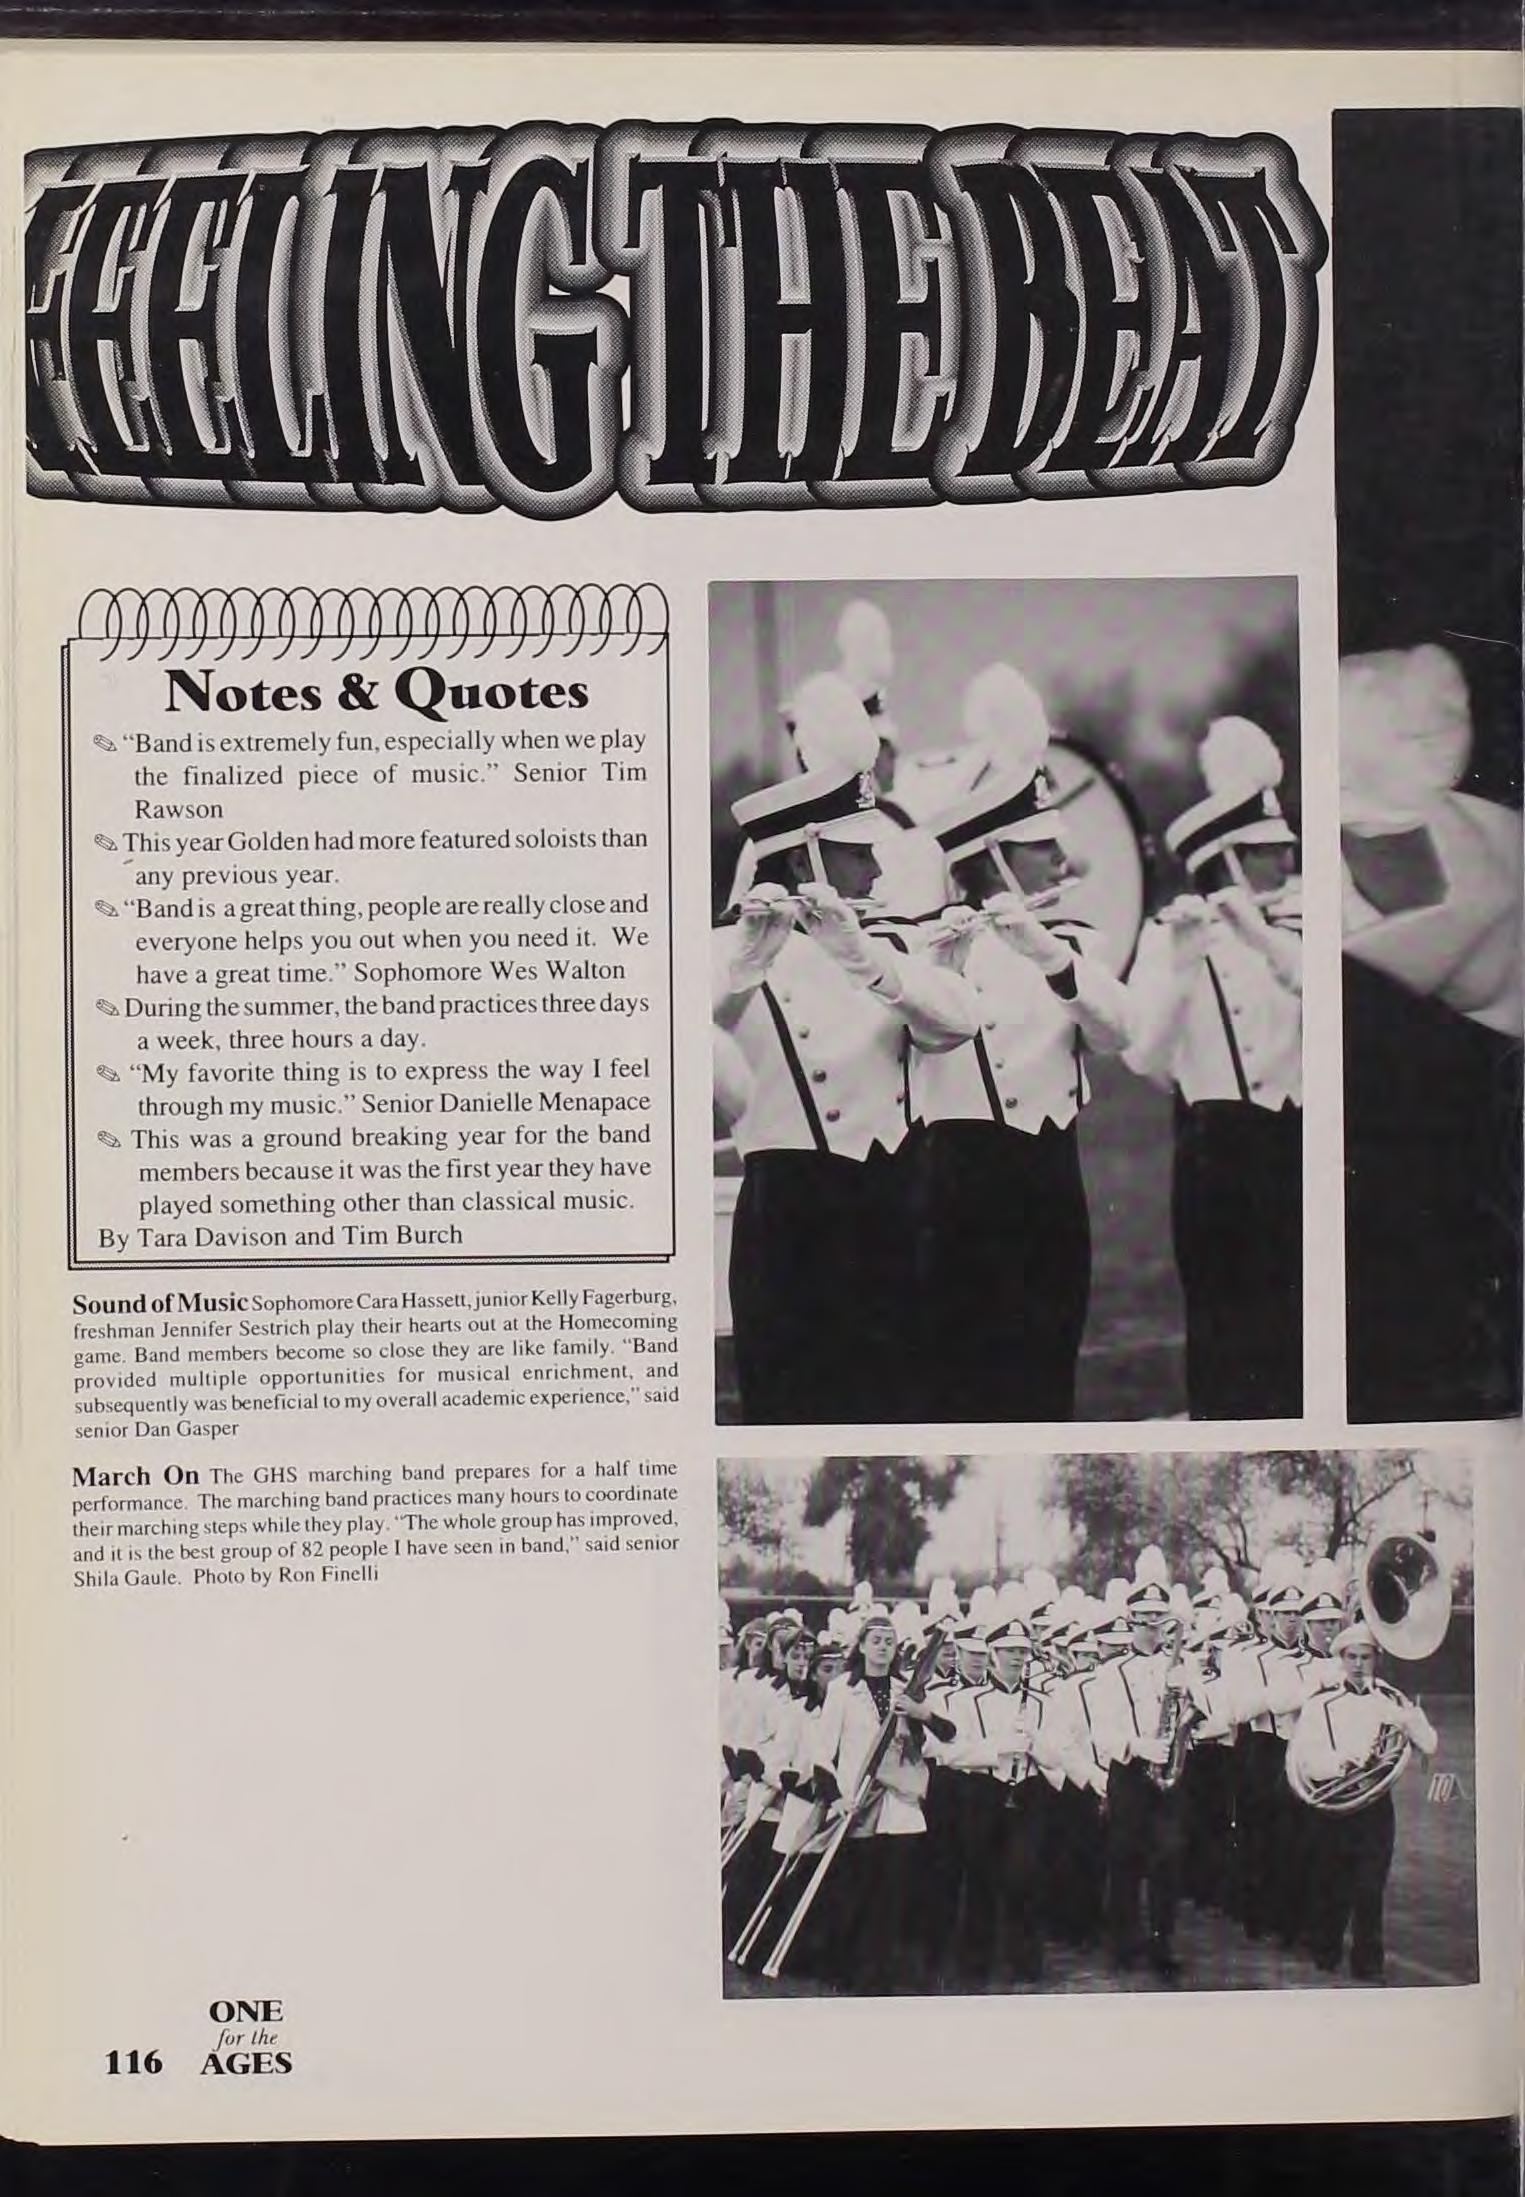 FEELING THE BEAT
Notes & Quotes
“Band is extremely fun, especially when we play
the finalized piece of music.” Senior Tim
Rawson
This year Golden had more featured soloists than
any previous year.
“Band is a great thing, people are really close and
everyone helps you out when you need it. We
have a great time.” Sophomore Wes Walton
During the summer, the band practices three days
a week, three hours a day.
“My favorite thing is to express the way I feel
through my music.” Senior Danielle Menapace
This was a ground breaking year for the band
members because it was the first year they have
played something other than classical music.
By Tara Davison and Tim Burch
Sound of Music Sophomore Cara Hassett, junior Kelly Fagerburg,
freshman Jennifer Sestrich play their hearts out at the Homecoming
game. Band members become so close they are like family. “Band
provided multiple opportunities for musical enrichment, and
subsequently was beneficial to my overall academic experience,” said
senior Dan Gasper
March On The GHS marching band prepares for a half time
performance. The marching band practices many hours to coordinate
their marching steps while they play. “The whole group has improved,
and it is the best group of 82 people I have seen in band,” said senior
Shila Gaule. Photo by Ron Finelli
10
ONE
for the
116 AGES